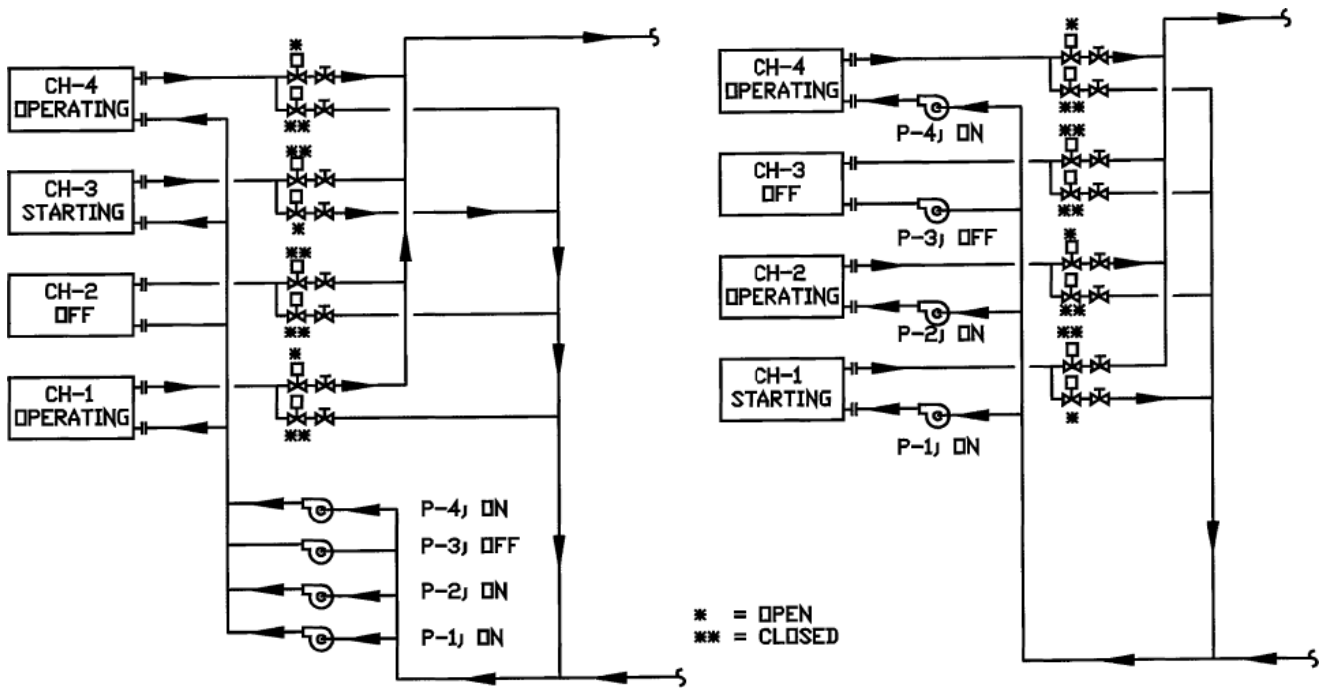 *
CH-4
OPERATING
**
**
CH-3
STARTING
*
**
CH-2
OFF
**
*
CH-1
OPERATING
**
P-4; ON
P-3; OFF
P-2; ON
P-1; ON
*
CH-4
OPERATING
**
P-4; ON
**
CH-3
OFF
**
P-3; OFF
*
CH-2
OPERATING
**
P-2; ON
**
CH-1
STARTING
*
P-1; ON
* = OPEN
** = CLOSED